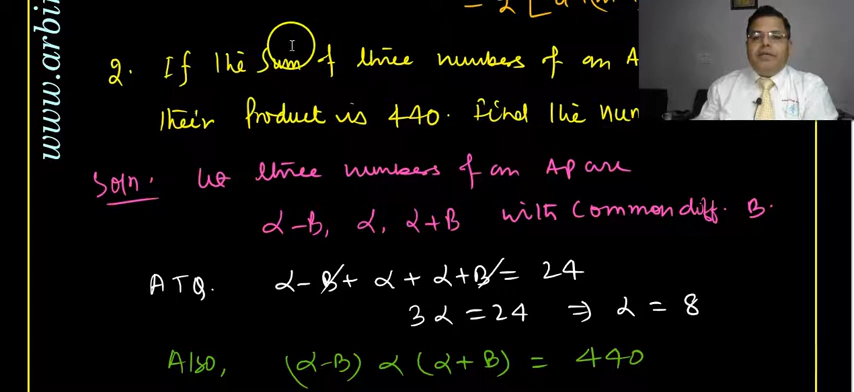 2. If the Sum of three numbers of an A
their Product is 440. Find the num
Soln. Let three numbers of an AP are
α-β, α, α+β with Common diff. β.
ATQ. α-β + α + α+β = 24
3α = 24 ⇒ α = 8
Also, (α-β) α (α+β) = 440
www.arbin